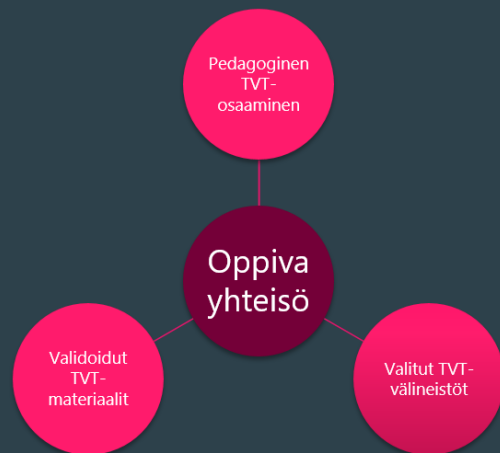 Pedagoginen
TVT-
osaaminen
Oppiva
yhteisö
Validoidut
TVT-
materiaalit
Valitut TVT-
välineistöt